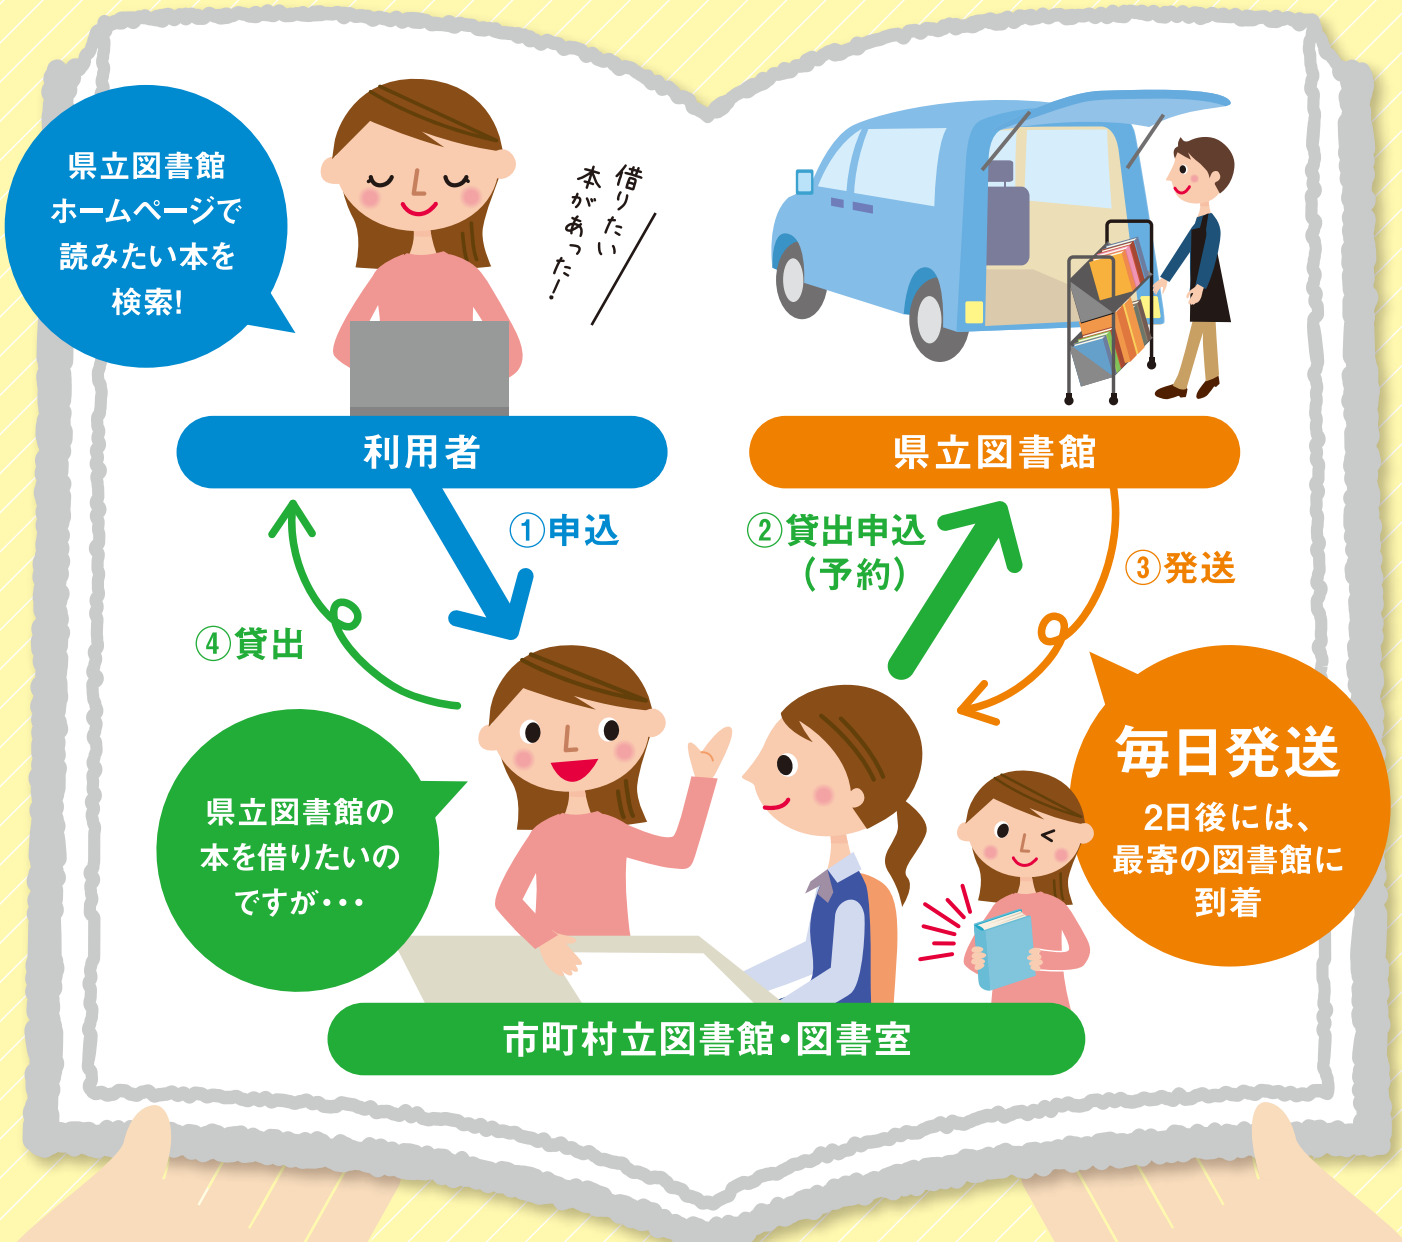 県立図書館
ホームページで
読みたい本を
検索!
借りたい
本があった!
利用者
県立図書館
①申込
②貸出申込
（予約）
③発送
④貸出
県立図書館の
本を借りたいの
ですが・・・
毎日発送
2日後には、
最寄の図書館に
到着
市町村立図書館・図書室